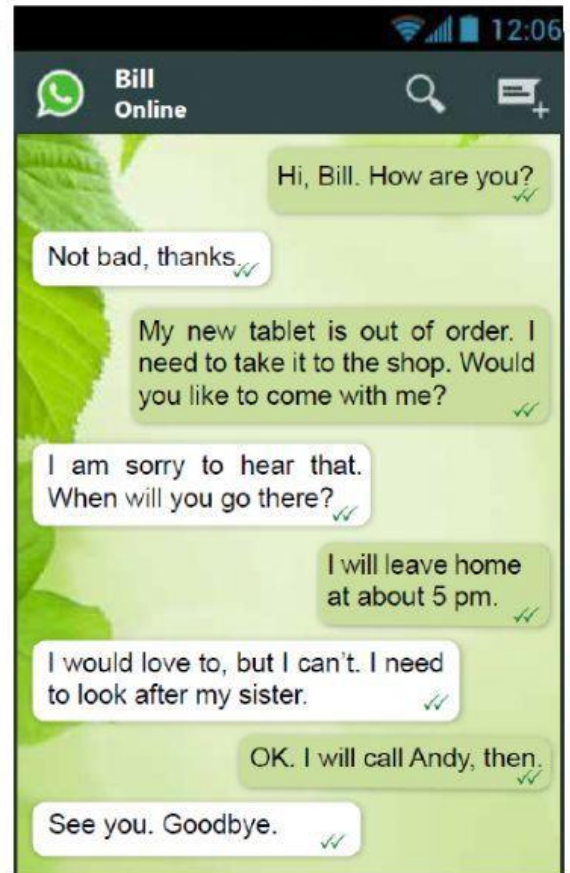 12:06
Bill
Online
Hi, Bill. How are you?
Not bad, thanks.
My new tablet is out of order. I
need to take it to the shop. Would
you like to come with me?
I am sorry to hear that.
When will you go there?
I will leave home
at about 5 pm.
I would love to, but I can't. I need
to look after my sister.
OK. I will call Andy, then.
See you. Goodbye.